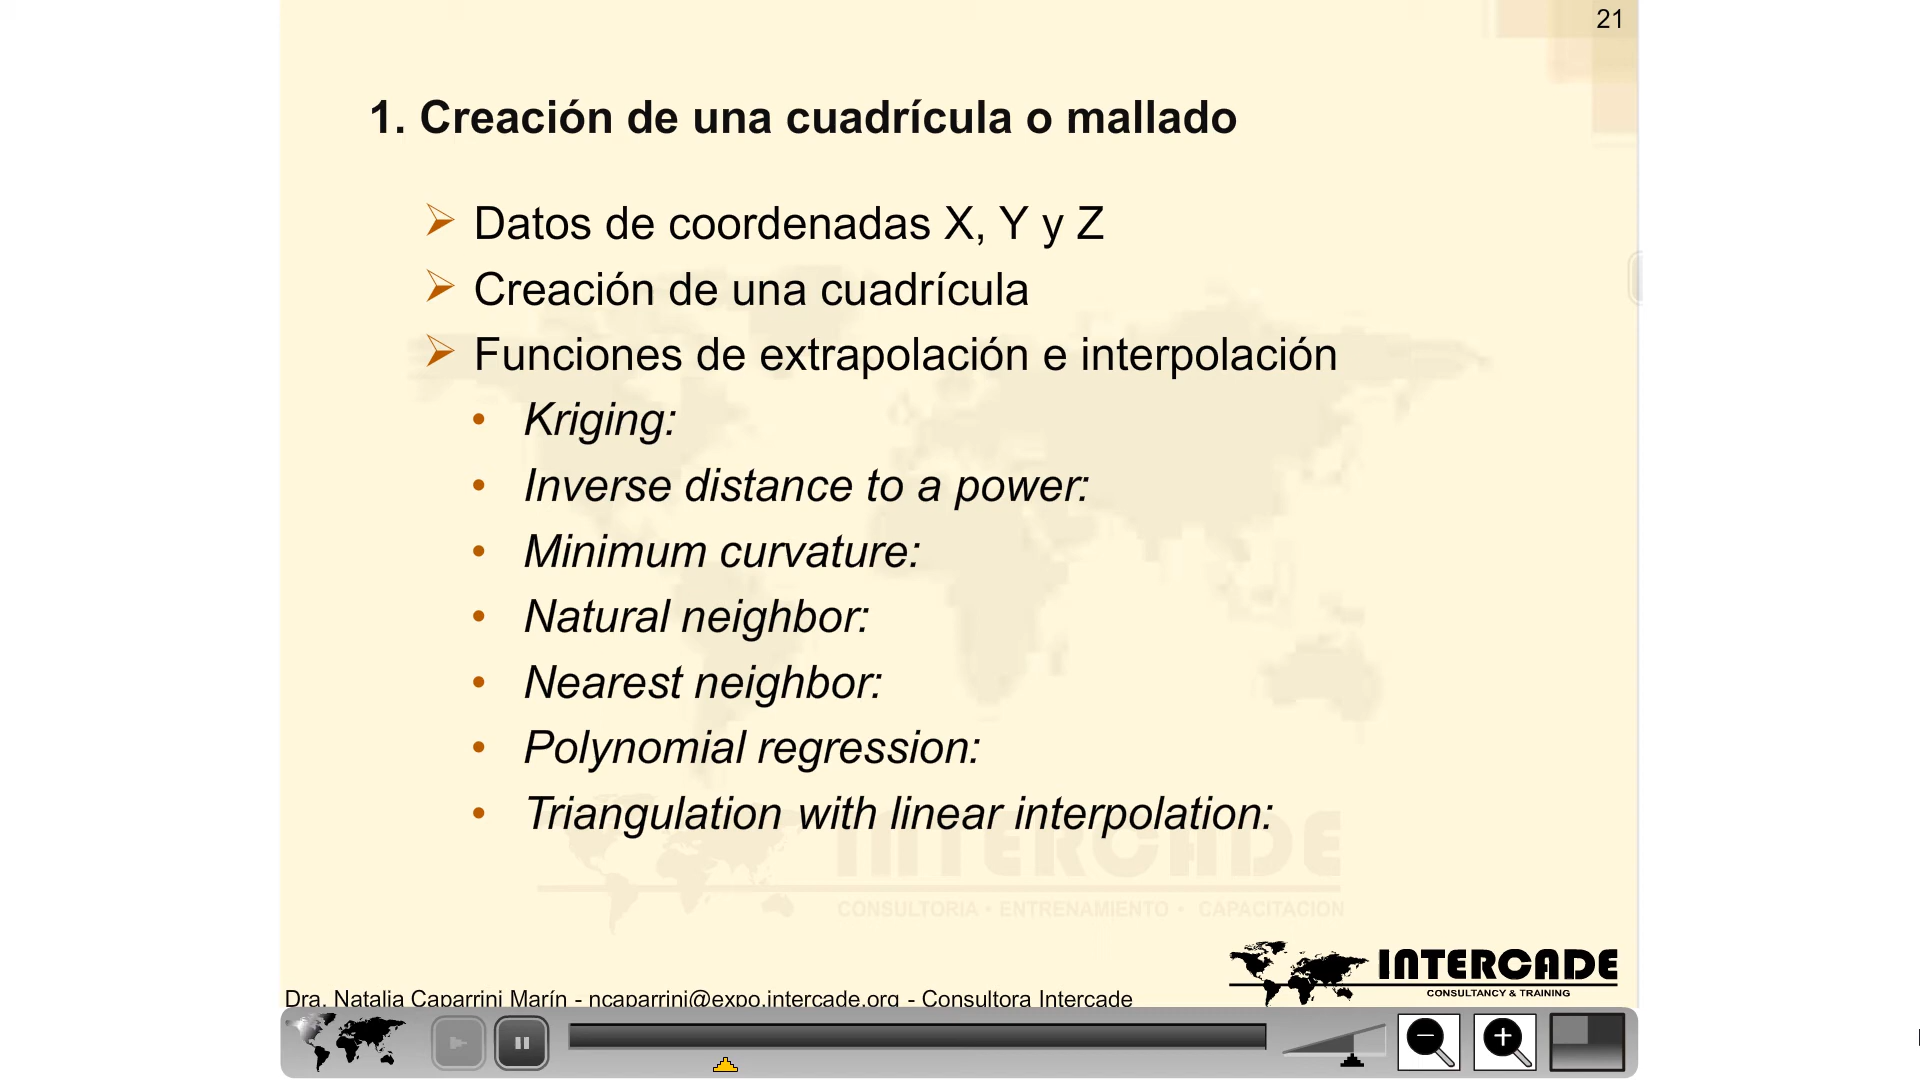 21
1. Creación de una cuadrícula o mallado
Datos de coordenadas X, Y y Z
Creación de una cuadrícula
Funciones de extrapolación e interpolación
Kriging:
Inverse distance to a power:
Minimum curvature:
Natural neighbor:
Nearest neighbor:
Polynomial regression:
Triangulation with linear interpolation:
INTERCADE
CONSULTORIA • ENTRENAMIENTO • CAPACITACION
INTERCADE
CONSULTANCY & TRAINING
Dra. Natalia Caparrini Marín - ncaparrini@expo.intercade.org - Consultora Intercade